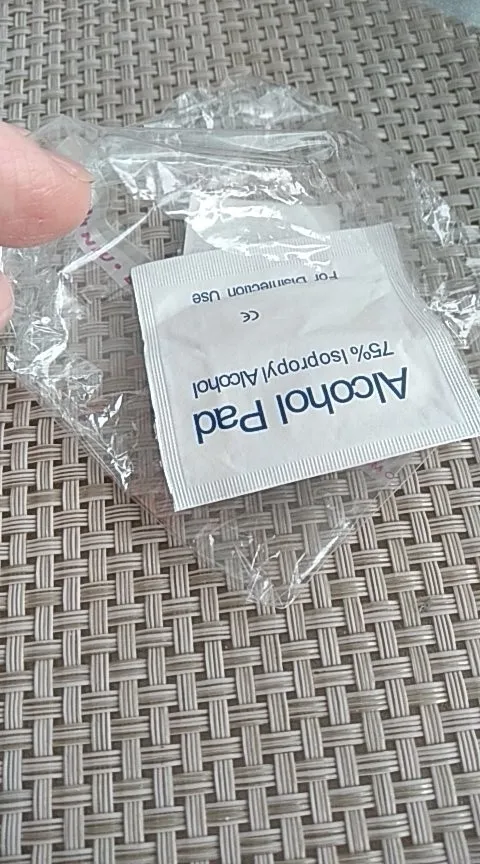 Alcohol Pad
75% Isopropyl Alcohol
CE
For Disinfection Use